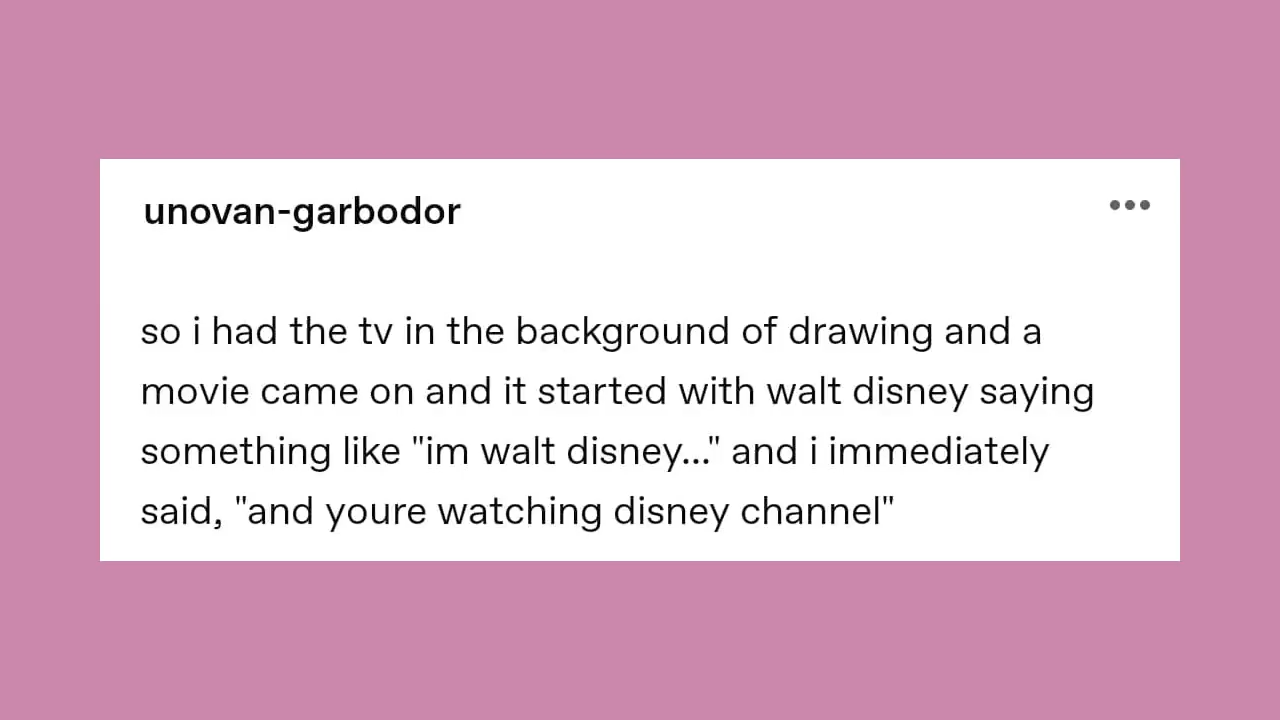 unovan-garbodor
so i had the tv in the background of drawing and a
movie came on and it started with walt disney saying
something like "im walt disney..." and i immediately
said, "and youre watching disney channel"